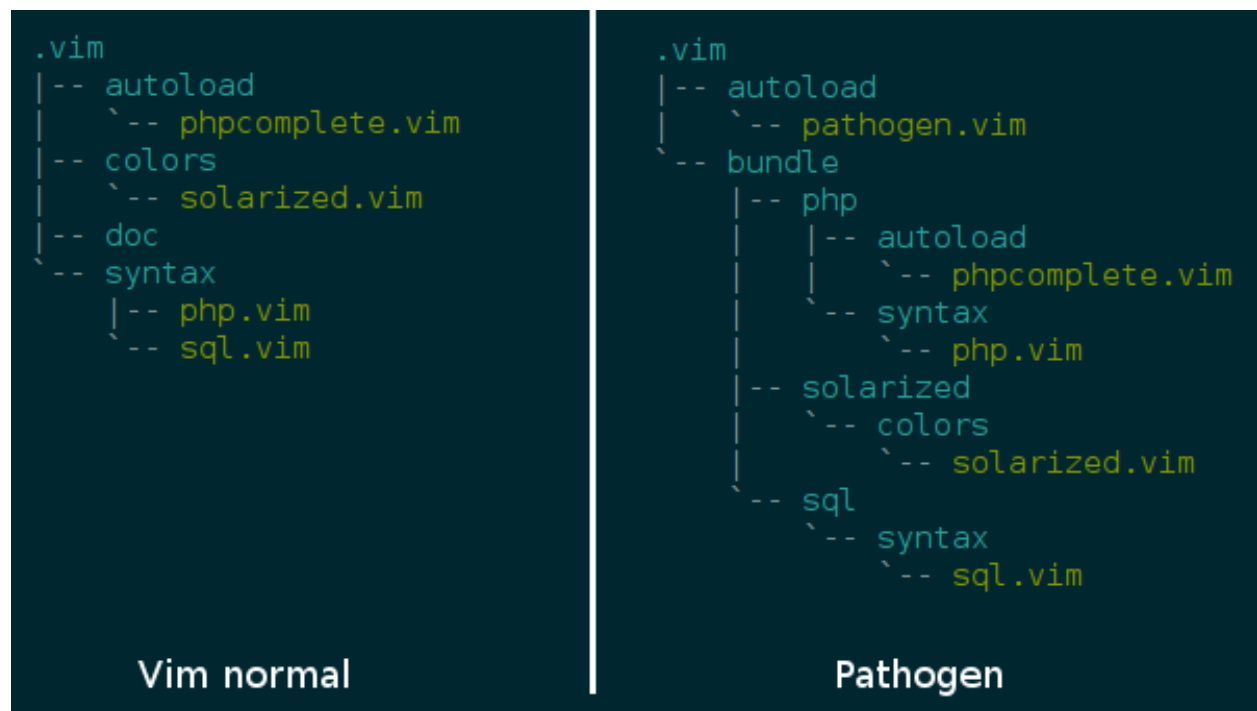 .vim
|-- autoload
|   `-- phpcomplete.vim
|-- colors
|   `-- solarized.vim
|-- doc
`-- syntax
    |-- php.vim
    `-- sql.vim
Vim normal
.vim
|-- autoload
|   `-- pathogen.vim
`-- bundle
    |-- php
    |   |-- autoload
    |   |   `-- phpcomplete.vim
    |   `-- syntax
    |       `-- php.vim
    |-- solarized
    |   `-- colors
    |       `-- solarized.vim
    `-- sql
        `-- syntax
            `-- sql.vim
Pathogen